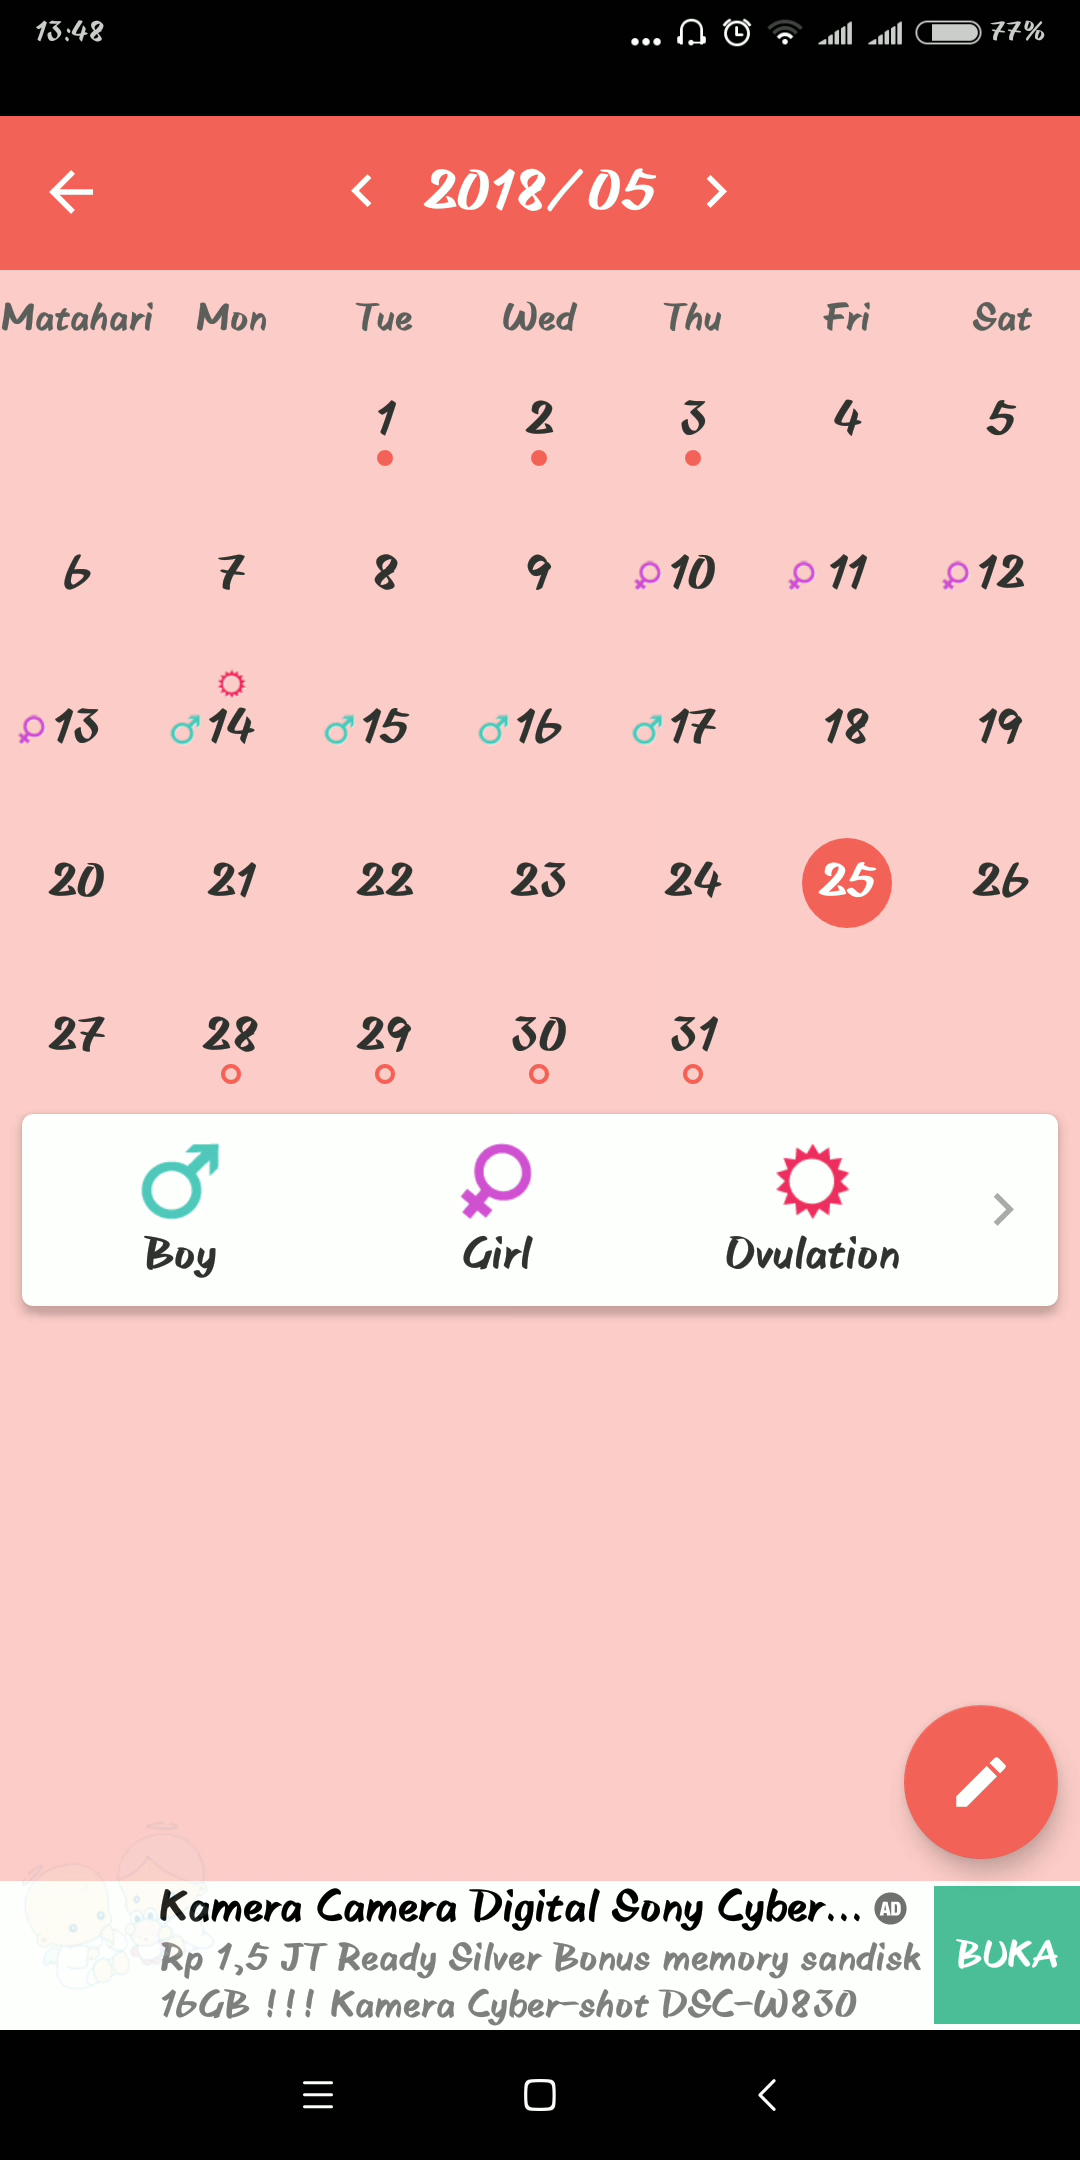 13:48 77%
2018/05
Matahari Mon Tue Wed Thu Fri Sat
1 2 3 4 5
6 7 8 9 10 11 12
13 14 15 16 17 18 19
20 21 22 23 24 25 26
27 28 29 30 31
Boy Girl Ovulation
Kamera Camera Digital Sony Cyber... AD
Rp 1,5 JT Ready Silver Bonus memory sandisk
16GB !!! Kamera Cyber-shot DSC-W830
BUKA